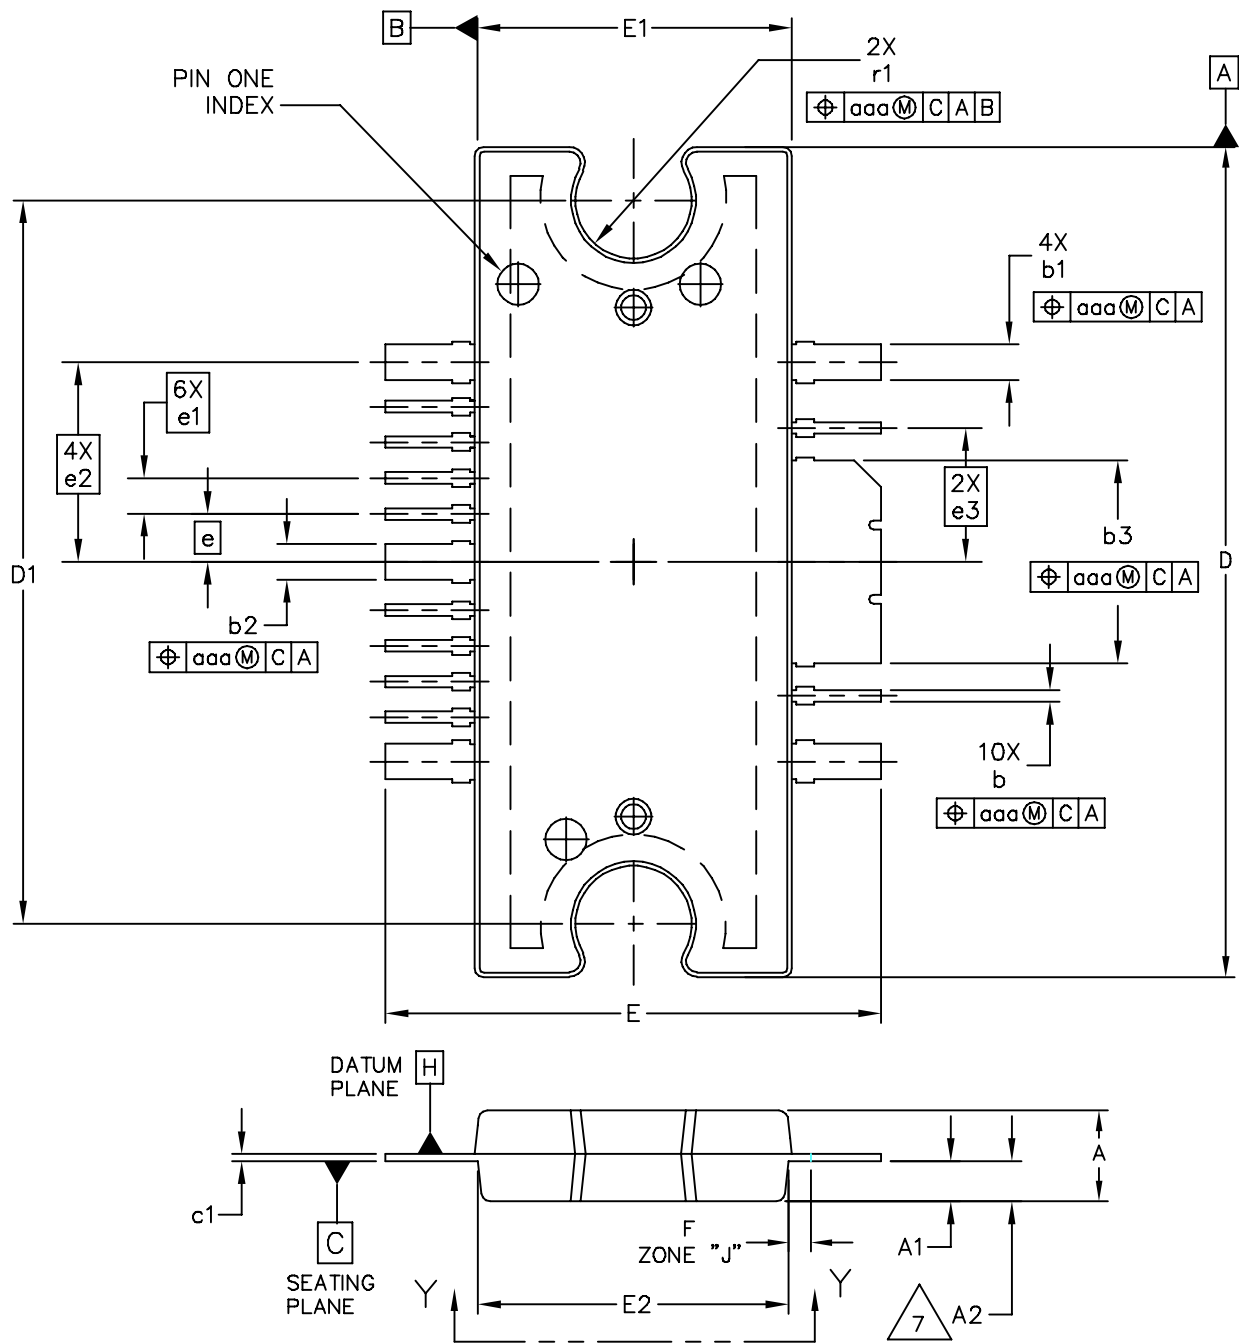 B
E1
2X
r1
⌖ aaa Ⓜ C A B
A
PIN ONE
INDEX
4X
b1
⌖ aaa Ⓜ C A
6X
e1
4X
e2
2X
e3
e
b3
⌖ aaa Ⓜ C A
D1
D
b2
⌖ aaa Ⓜ C A
10X
b
⌖ aaa Ⓜ C A
E
DATUM
PLANE
H
A
c1
C
SEATING
PLANE
F
ZONE "J"
A1
Y
Y
E2
7
A2